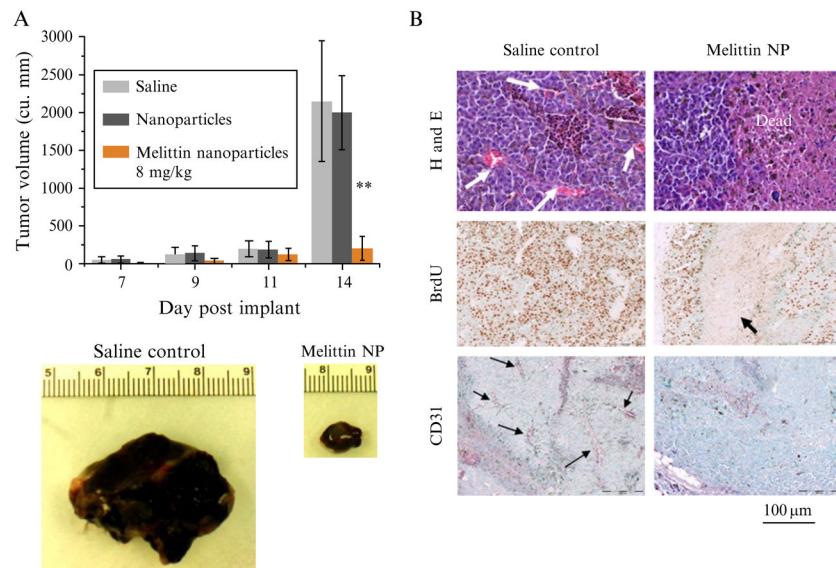 A
3000
2500
2000
1500
1000
500
0
Tumor volume (cu. mm)
Saline
Nanoparticles
Melittin nanoparticles
8 mg/kg
**
7 9 11 14
Day post implant
Saline control
5 6 7 8 9
Melittin NP
8 9
B
Saline control Melittin NP
H and E
Dead
BrdU
CD31
100 μm